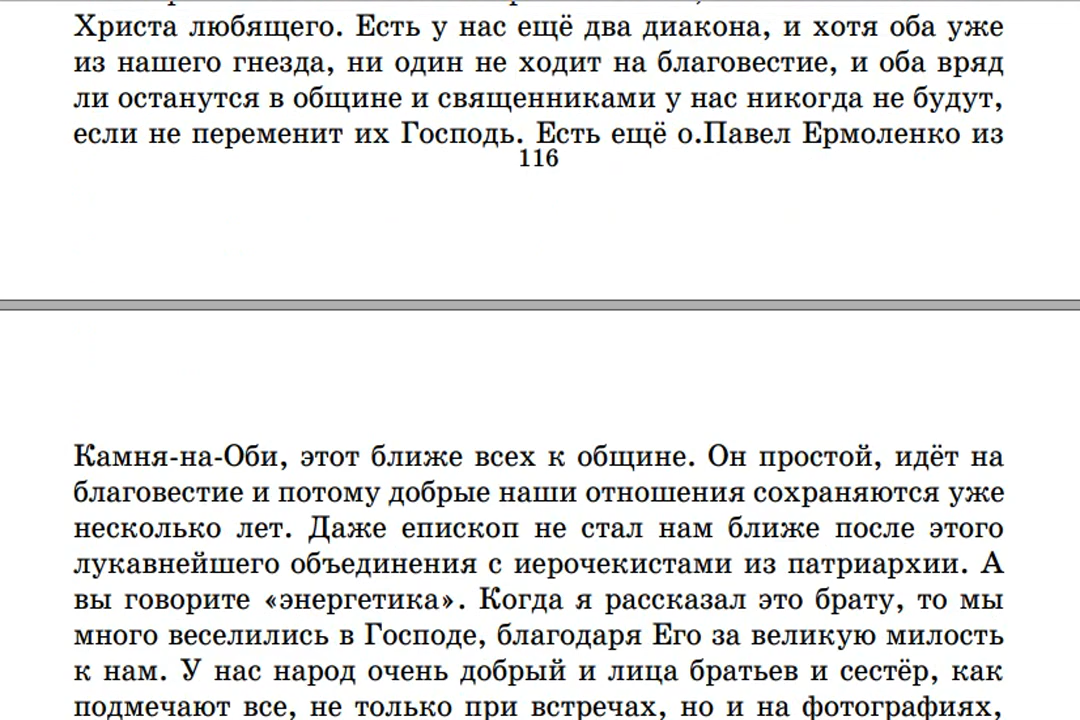 Христа любящего. Есть у нас ещё два диакона, и хотя оба уже
из нашего гнезда, ни один не ходит на благовестие, и оба вряд
ли останутся в общине и священниками у нас никогда не будут,
если не переменит их Господь. Есть ещё о.Павел Ермоленко из
116
Камня-на-Оби, этот ближе всех к общине. Он простой, идёт на
благовестие и потому добрые наши отношения сохраняются уже
несколько лет. Даже епископ не стал нам ближе после этого
лукавнейшего объединения с иерочекистами из патриархии. А
вы говорите «энергетика». Когда я рассказал это брату, то мы
много веселились в Господе, благодаря Его за великую милость
к нам. У нас народ очень добрый и лица братьев и сестёр, как
подмечают все, не только при встречах, но и на фотографиях,